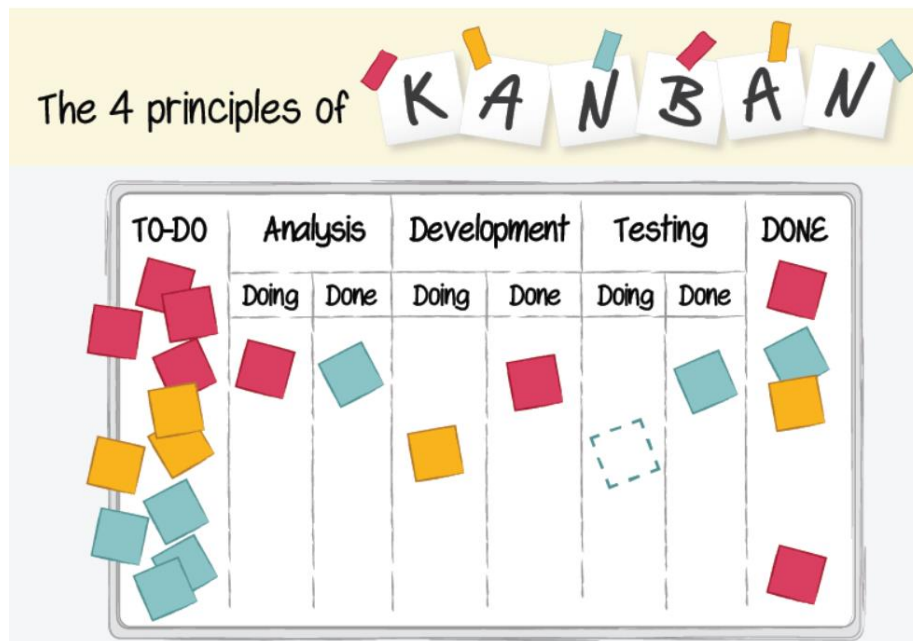 The 4 principles of KANBAN
TO-DO Analysis Development Testing DONE
Doing Done Doing Done Doing Done